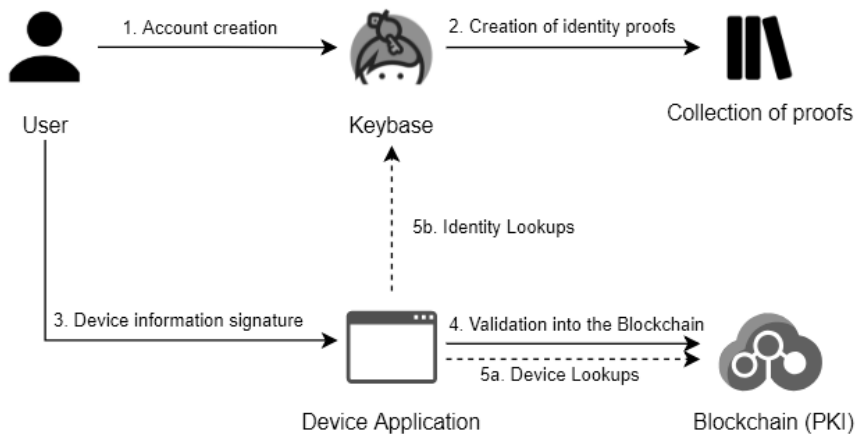 1. Account creation
2. Creation of identity proofs
User
Keybase
Collection of proofs
5b. Identity Lookups
3. Device information signature
4. Validation into the Blockchain
5a. Device Lookups
Device Application
Blockchain (PKI)